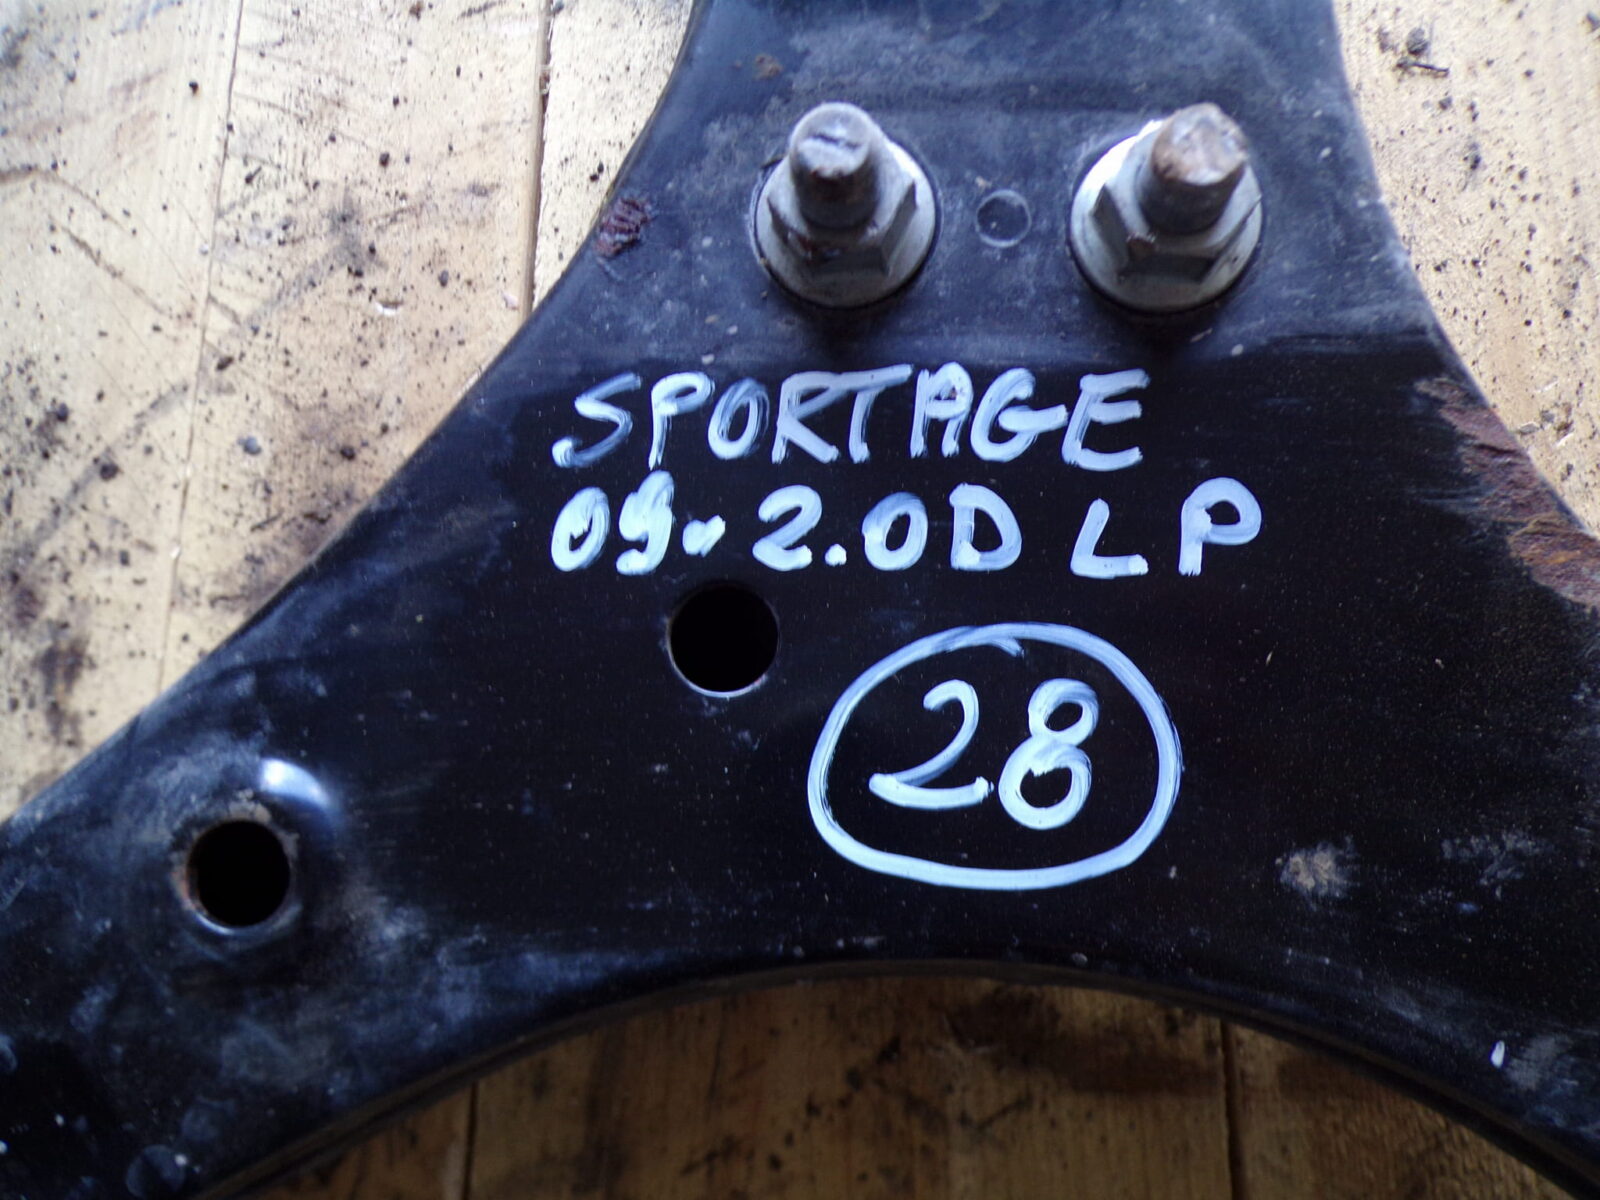 SPORTAGE
09. 2.0D LP
28